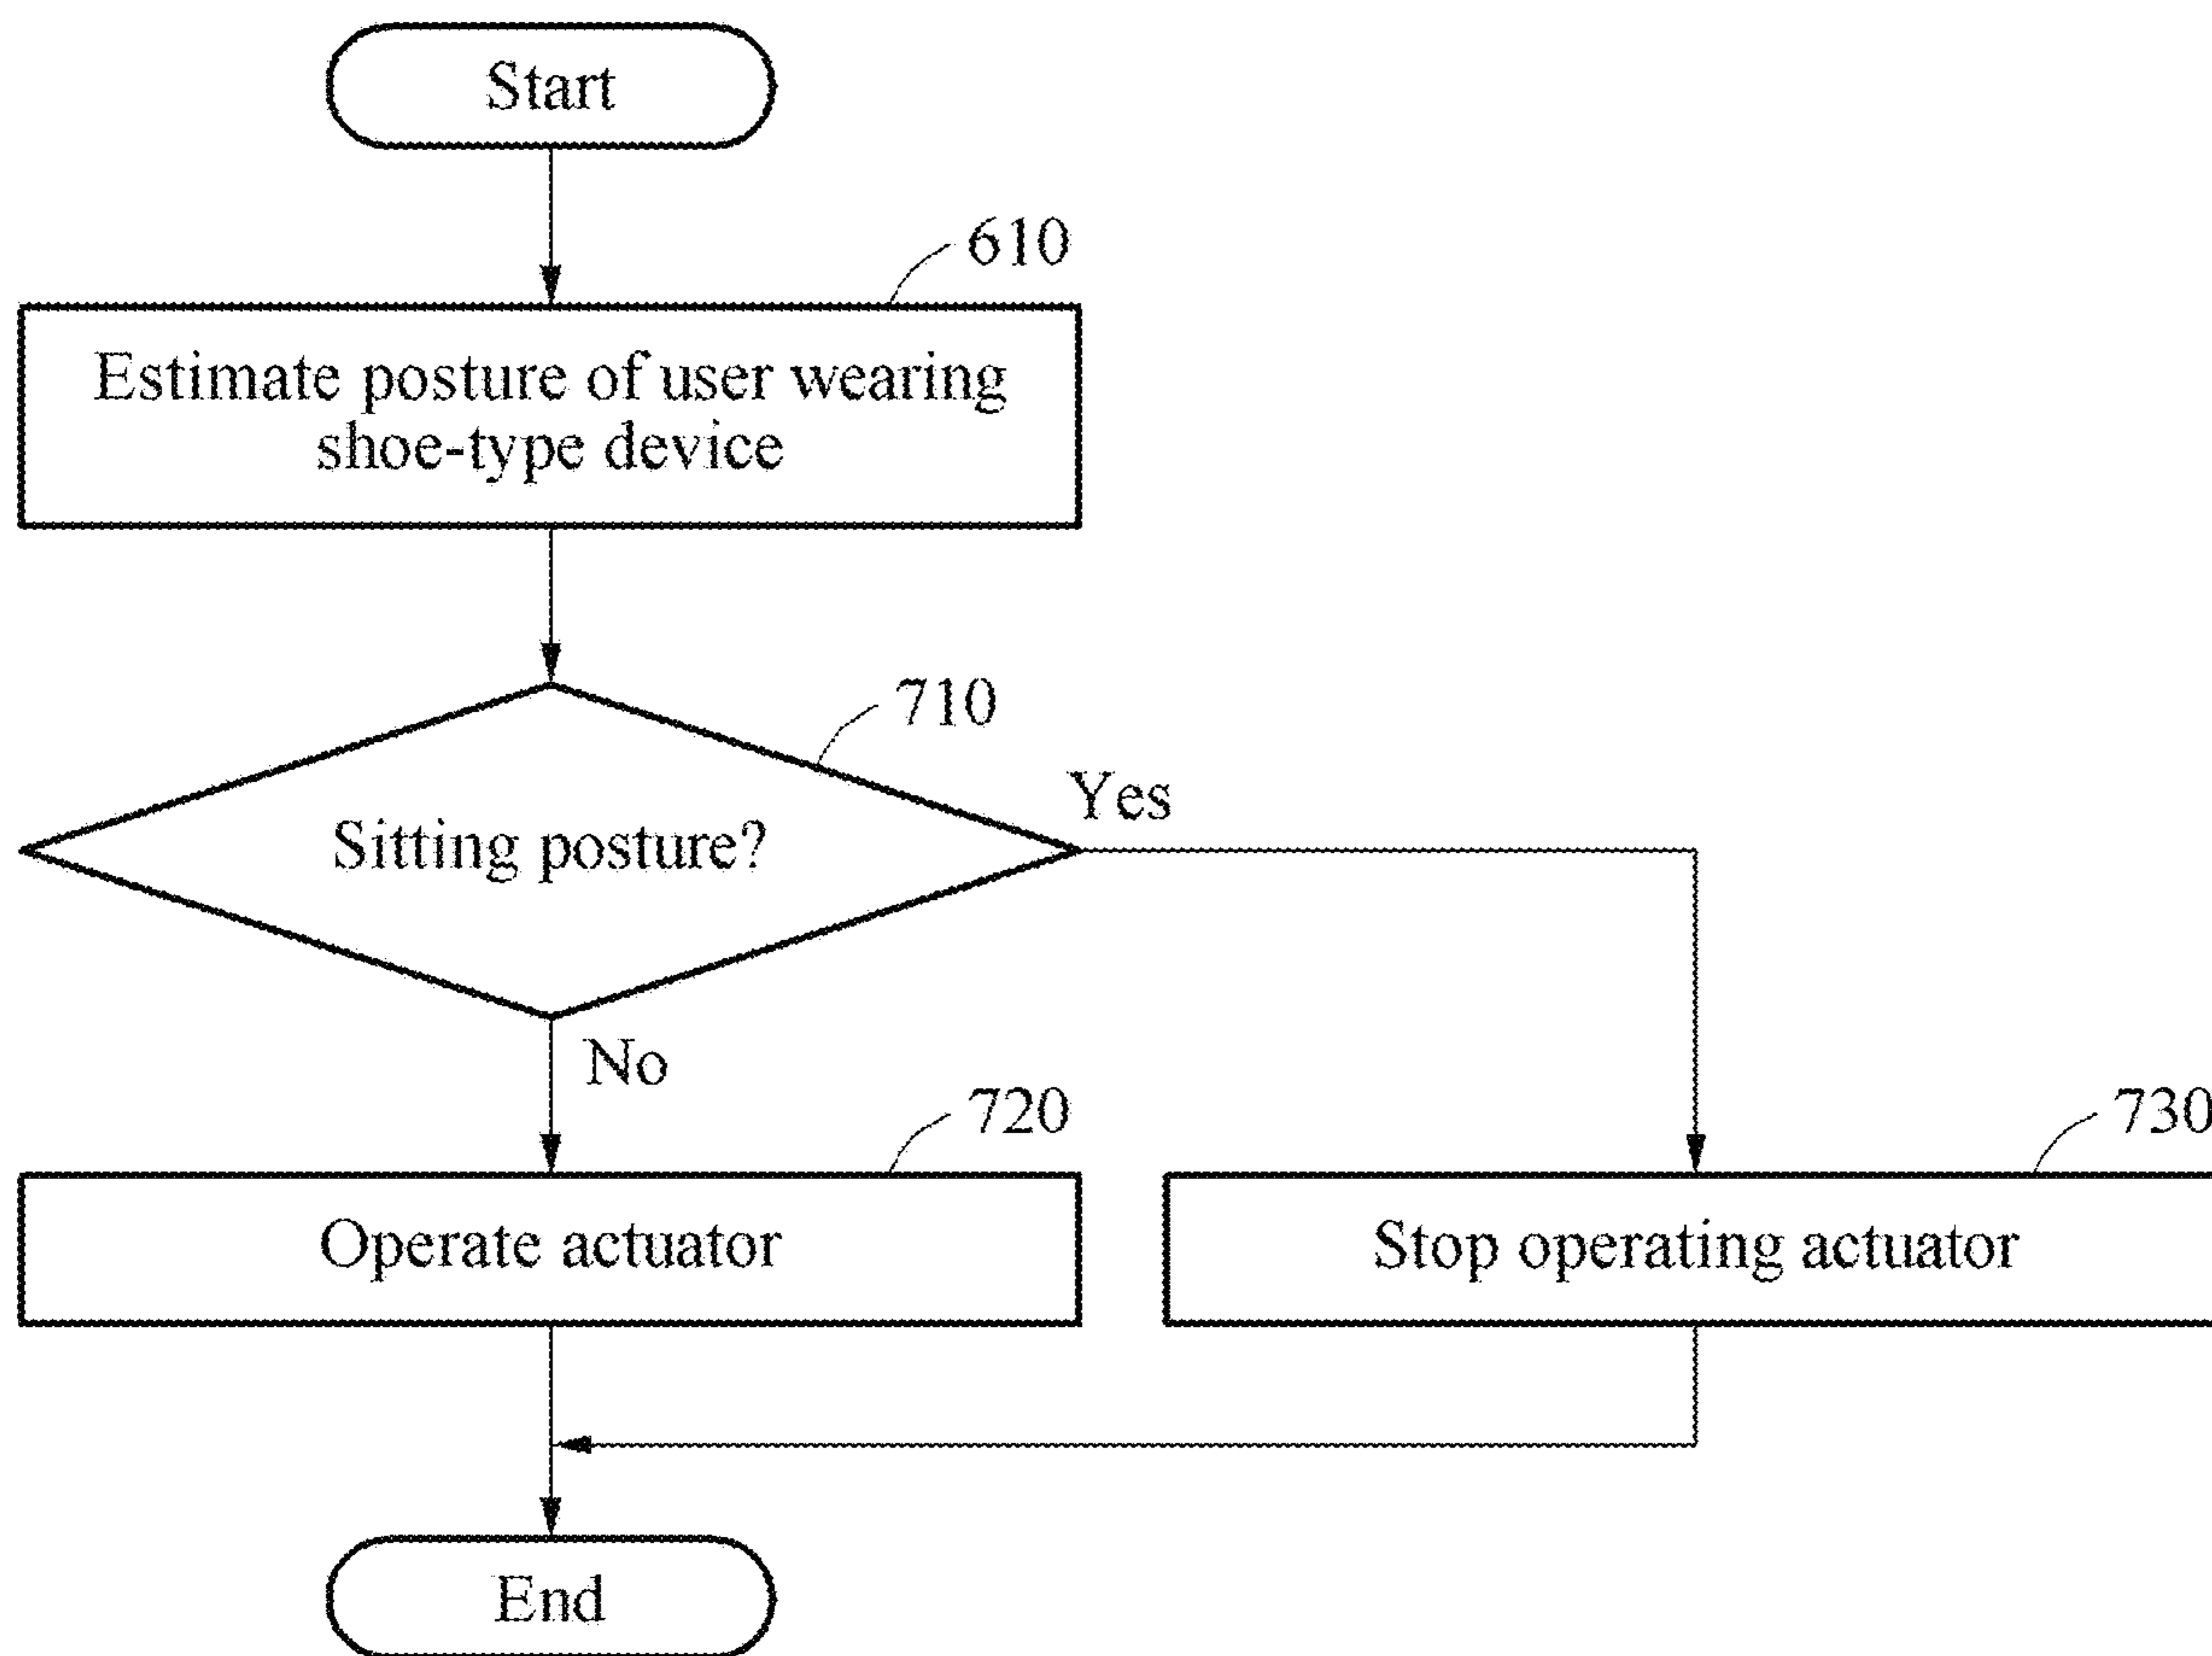 Start
610
Estimate posture of user wearing
shoe-type device
710
Sitting posture?
Yes
No
720
Operate actuator
730
Stop operating actuator
End